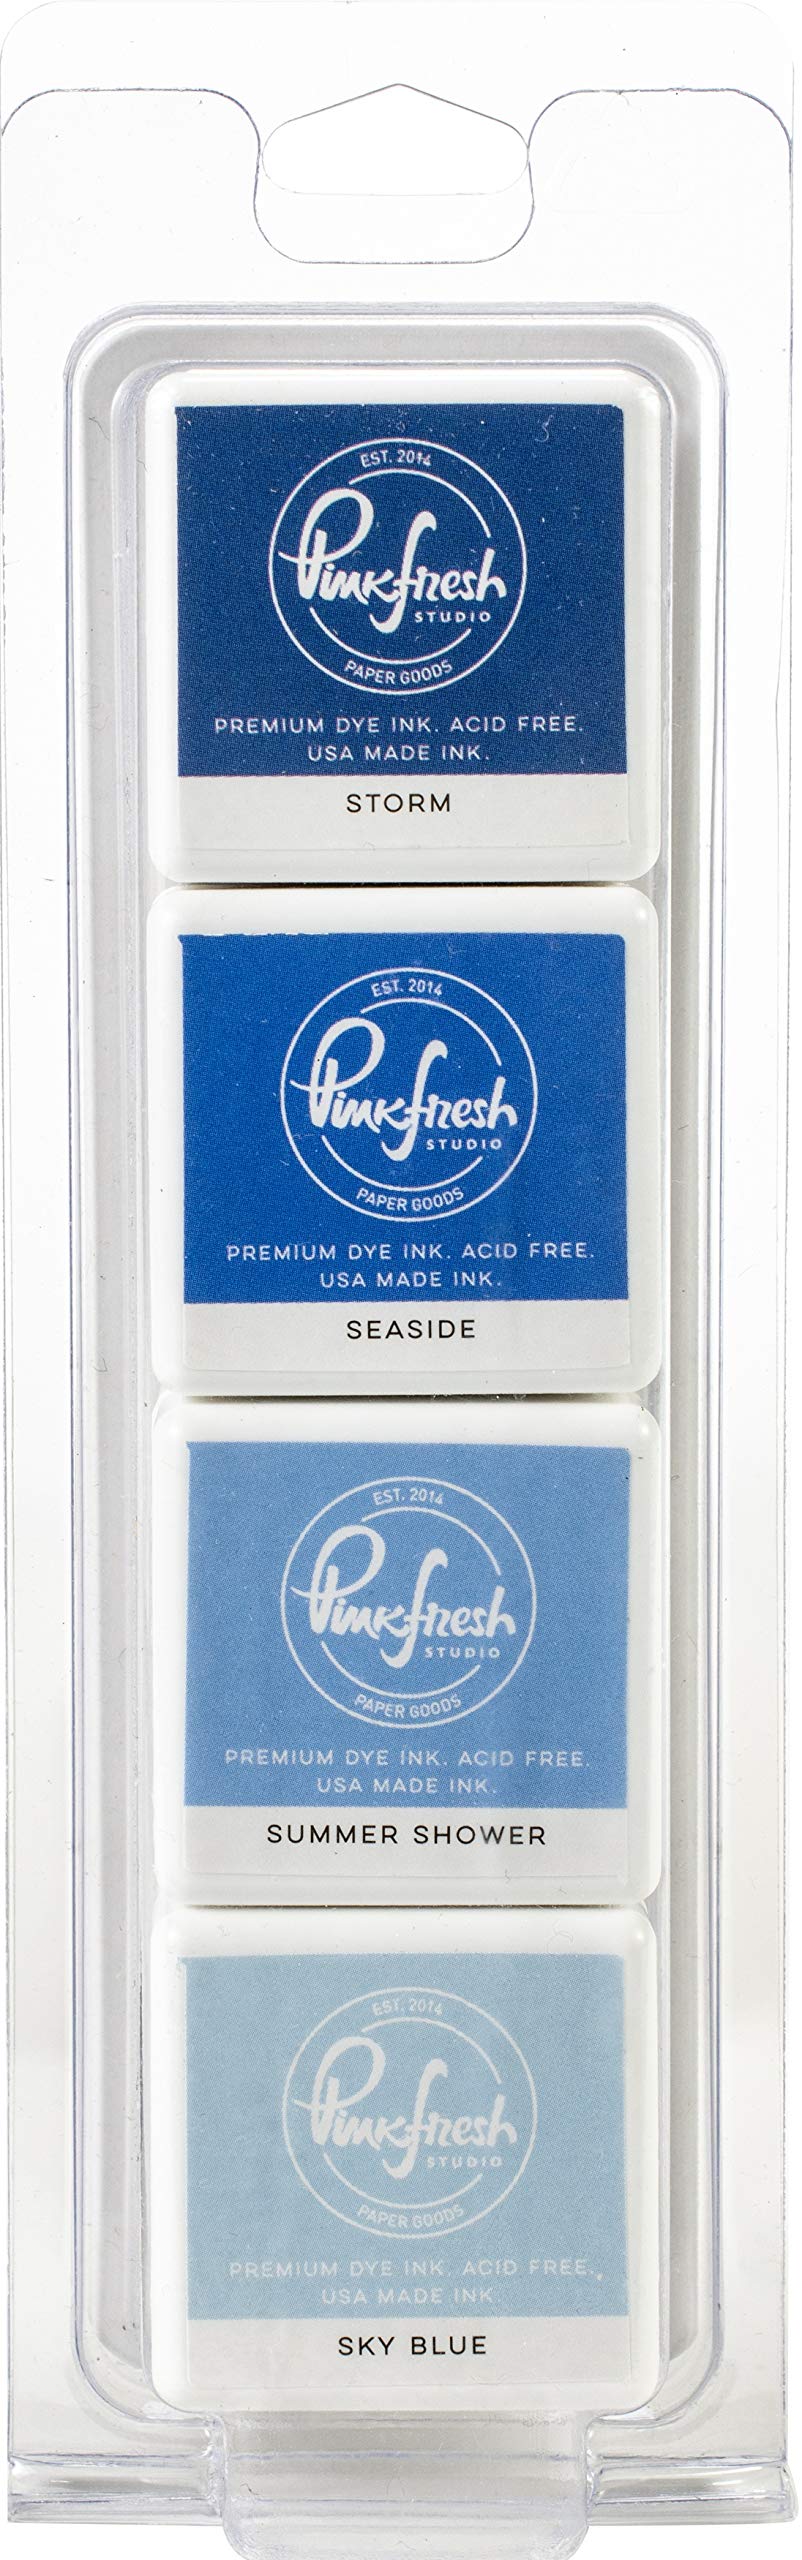 EST. 2014
Pinkfresh
STUDIO
PAPER GOODS
PREMIUM DYE INK. ACID FREE.
USA MADE INK.
STORM
EST. 2014
Pinkfresh
STUDIO
PAPER GOODS
PREMIUM DYE INK. ACID FREE.
USA MADE INK.
SEASIDE
EST. 2014
Pinkfresh
STUDIO
PAPER GOODS
PREMIUM DYE INK. ACID FREE.
USA MADE INK.
SUMMER SHOWER
EST. 2014
Pinkfresh
STUDIO
PAPER GOODS
PREMIUM DYE INK. ACID FREE.
USA MADE INK
SKY BLUE